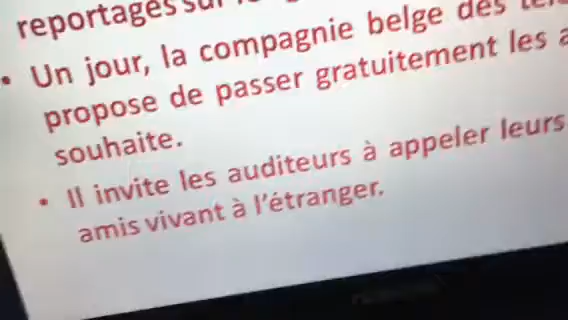 reportages sur
• Un jour, la compagnie belge des
propose de passer gratuitement les
souhaite.
• Il invite les auditeurs à appeler leurs
amis vivant à l'étranger.